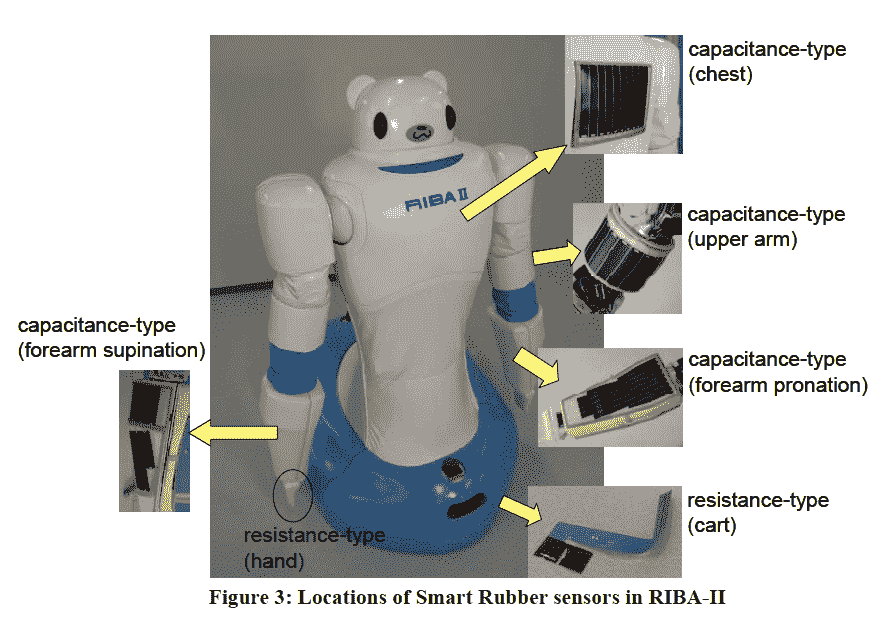 capacitance-type
(chest)
capacitance-type
(upper arm)
RIBA II
capacitance-type
(forearm supination)
capacitance-type
(forearm pronation)
resistance-type
(cart)
resistance-type
(hand)
Figure 3: Locations of Smart Rubber sensors in RIBA-II